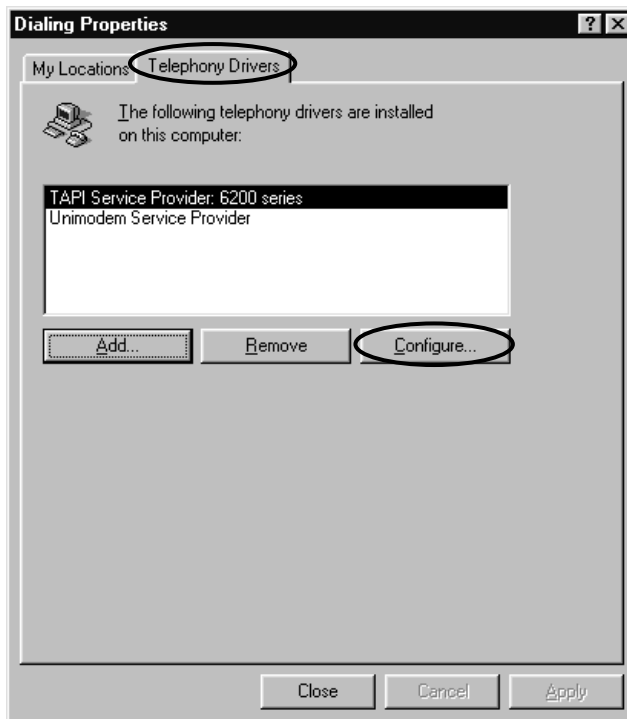 Dialing Properties
My Locations Telephony Drivers
The following telephony drivers are installed
on this computer:
TAPI Service Provider: 6200 series
Unimodem Service Provider
Add... Remove Configure...
Close Cancel Apply